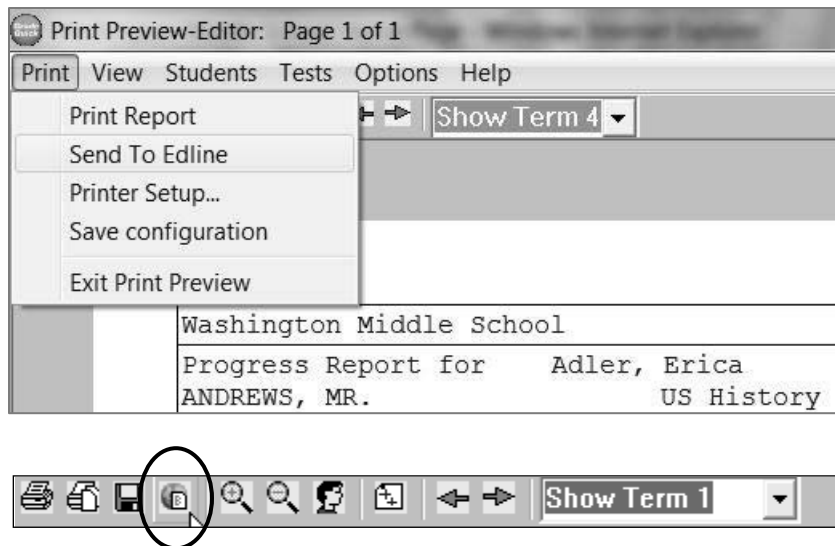 Print Preview-Editor: Page 1 of 1
Print View Students Tests Options Help
Print Report
Show Term 4
Send To Edline
Printer Setup...
Save configuration
Exit Print Preview
Washington Middle School
Progress Report for Adler, Erica
ANDREWS, MR. US History
Show Term 1